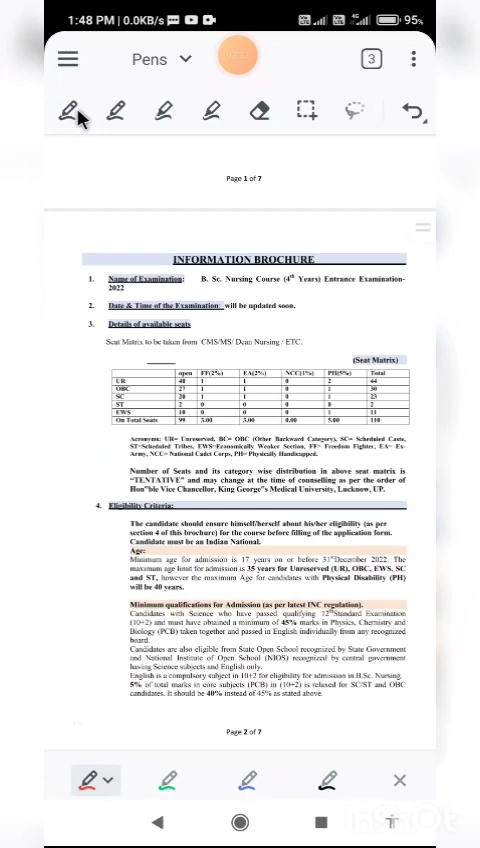 1:48 PM | 0.0KB/s
95%
Pens
3
Page 1 of 7
INFORMATION BROCHURE
1. Name of Examination: B. Sc. Nursing Course (4th Years) Entrance Examination-
2022
2. Date & Time of the Examination: will be updated soon.
3. Details of available seats
Seat Matrix to be taken from CMS/MS/ Dean Nursing / ETC.
(Seat Matrix)
open FF(2%) EA(2%) NCC(1%) PH(5%) Total
UR 40 1 1 0 2 44
OBC 27 1 1 0 1 30
SC 20 1 1 0 1 23
ST 2 0 0 0 0 2
EWS 10 0 0 0 1 11
On Total Seats 99 3.00 3.00 0.00 5.00 110
Acronyms: UR= Unreserved, BC= OBC (Other Backward Category), SC= Scheduled Casts,
ST=Scheduled Tribes, EWS=Economically Weaker Section, FF= Freedom Fighter, EA= Ex-
Army, NCC= National Cadet Corps, PH= Physically Handicapped.
Number of Seats and its category wise distribution in above seat matrix is
"TENTATIVE" and may change at the time of counselling as per the order of
Hon"ble Vice Chancellor, King George"s Medical University, Lucknow, UP.
4. Eligibility Criteria:
The candidate should ensure himself/herself about his/her eligibility (as per
section 4 of this brochure) for the course before filling of the application form.
Candidate must be an Indian National.
Age:
Minimum age for admission is 17 years on or before 31stDecember 2022. The
maximum age limit for admission is 35 years for Unreserved (UR), OBC, EWS, SC
and ST, however the maximum Age for candidates with Physical Disability (PH)
will be 40 years.
Minimum qualifications for Admission (as per latest INC regulation).
Candidates with Science who have passed qualifying 12thStandard Examination
(10+2) and must have obtained a minimum of 45% marks in Physics, Chemistry and
Biology (PCB) taken together and passed in English individually from any recognized
board.
Candidates are also eligible from State Open School recognized by State Government
and National Institute of Open School (NIOS) recognized by central government
having Science subjects and English only.
English is a compulsory subject in 10+2 for eligibility for admission in B.Sc. Nursing.
5% of total marks in core subjects (PCB) in (10+2) is relaxed for SC/ST and OBC
candidates. It should be 40% instead of 45% as stated above.
Page 2 of 7
InShot